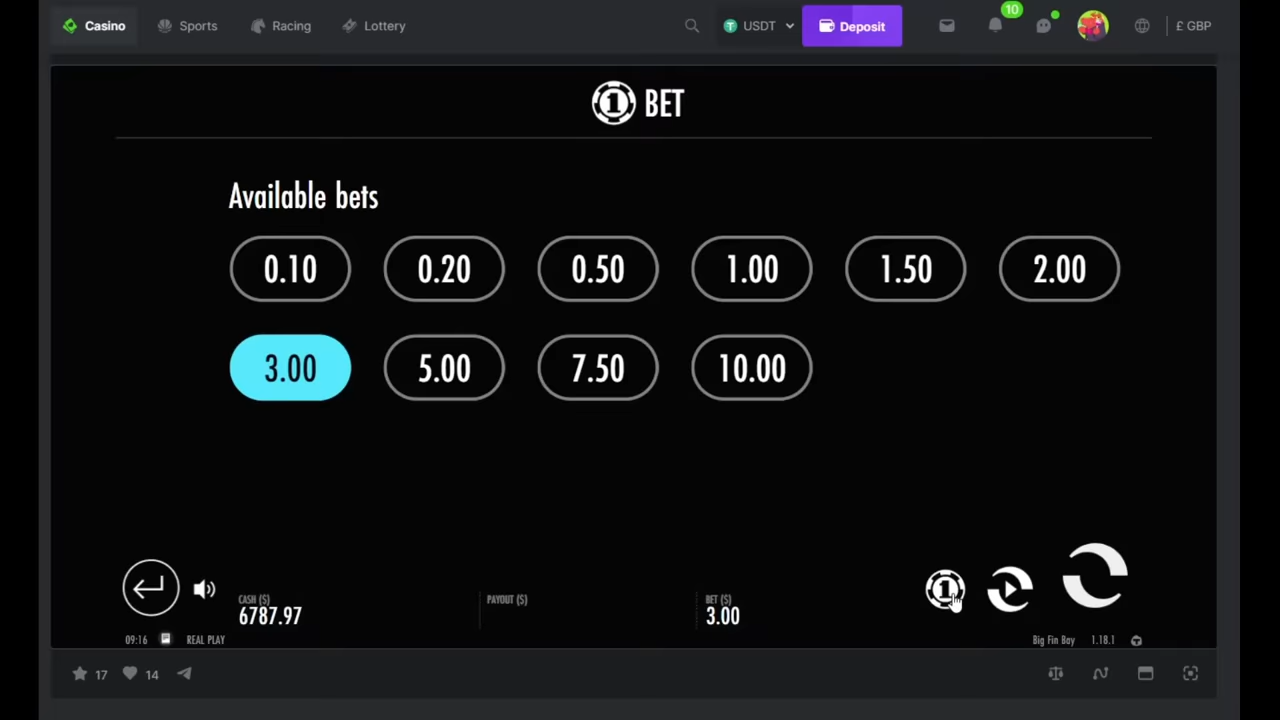 Casino Sports Racing Lottery USDT Deposit 10 £ GBP
1 BET
Available bets
0.10 0.20 0.50 1.00 1.50 2.00
3.00 5.00 7.50 10.00
1
CASH ($) PAYOUT ($) BET ($)
6787.97 3.00
09:16 REAL PLAY Big Fin Bay 1.18.1
17 14